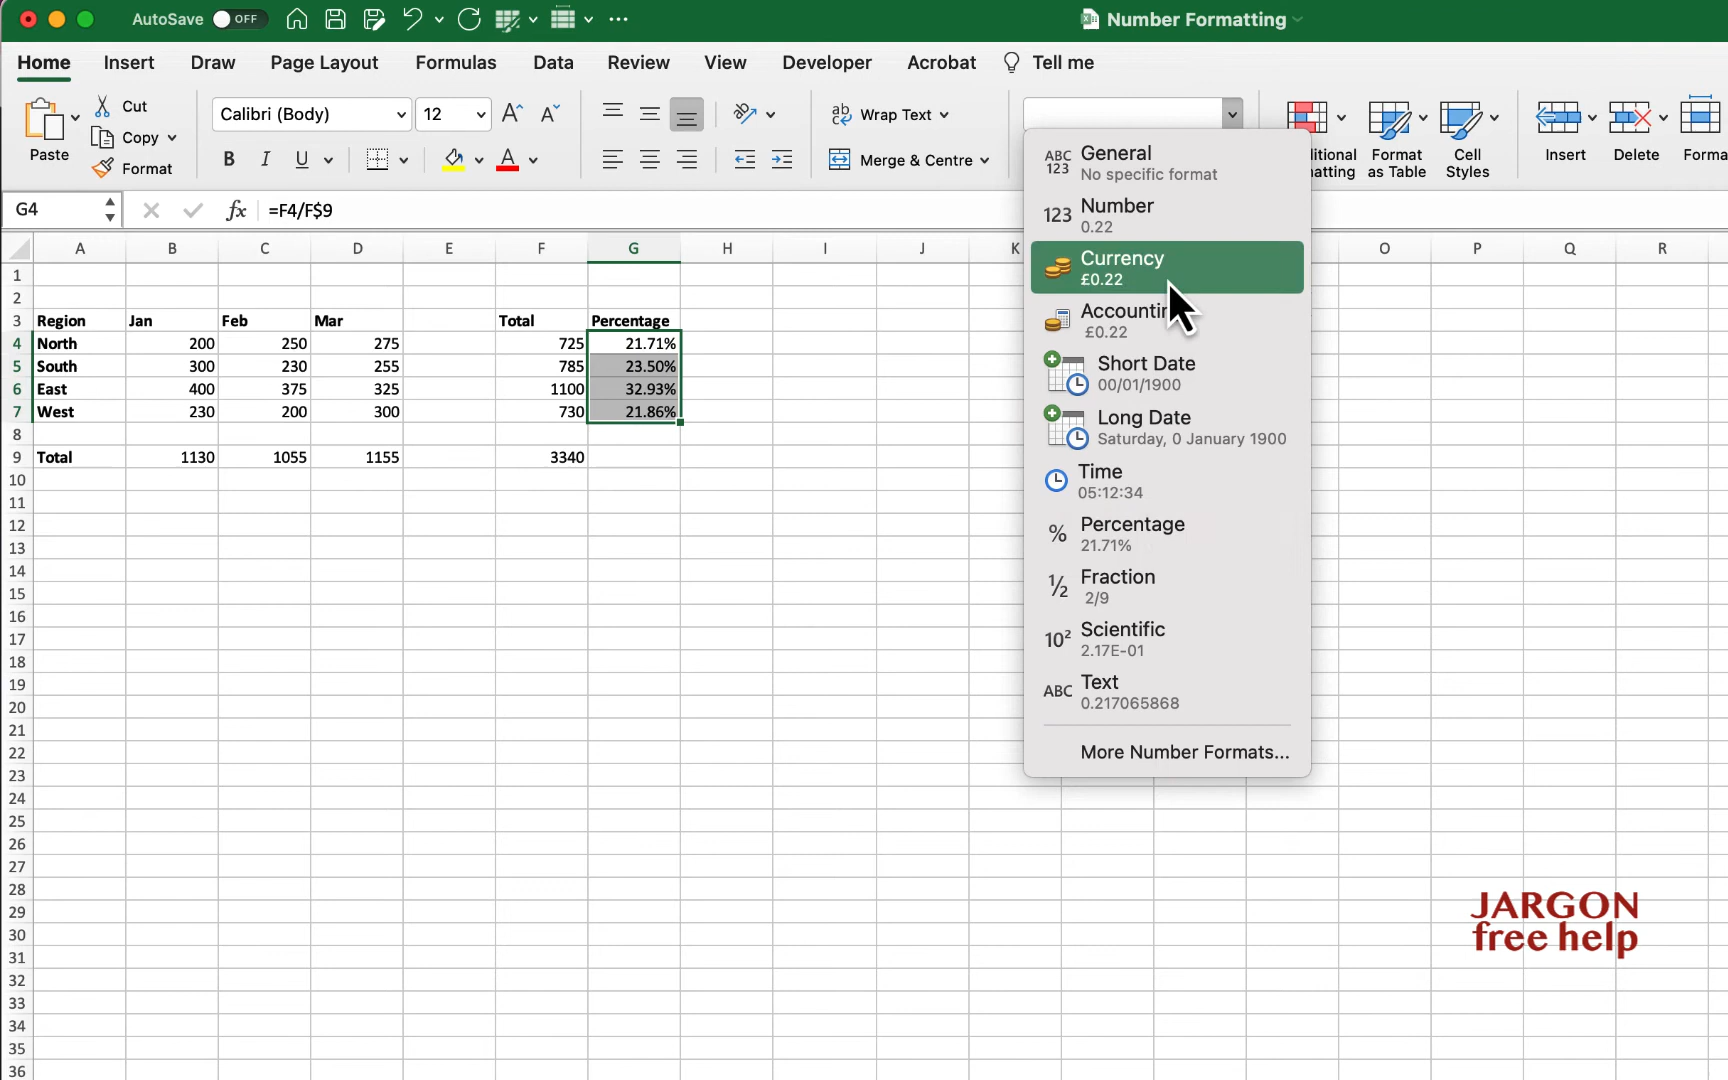 AutoSave OFF
Number Formatting
Home Insert Draw Page Layout Formulas Data Review View Developer Acrobat Tell me
Paste
Cut
Copy
Format
Calibri (Body) 12
B I U A
Wrap Text
Merge & Centre
Format as Table
Cell Styles
Insert Delete
G4 fx =F4/F$9
A B C D E F G H I J K O P Q R
1
2
3 Region Jan Feb Mar Total Percentage
4 North 200 250 275 725 21.71%
5 South 300 230 255 785 23.50%
6 East 400 375 325 1100 32.93%
7 West 230 200 300 730 21.86%
8
9 Total 1130 1055 1155 3340
10
11
12
13
14
15
16
17
18
19
20
21
22
23
24
25
26
27
28
29
30
31
32
33
34
35
36
ABC 123 General
No specific format
123 Number
0.22
Currency
£0.22
Accountin
£0.22
Short Date
00/01/1900
Long Date
Saturday, 0 January 1900
Time
05:12:34
% Percentage
21.71%
½ Fraction
2/9
10² Scientific
2.17E-01
ABC Text
0.217065868
More Number Formats...
JARGON
free help